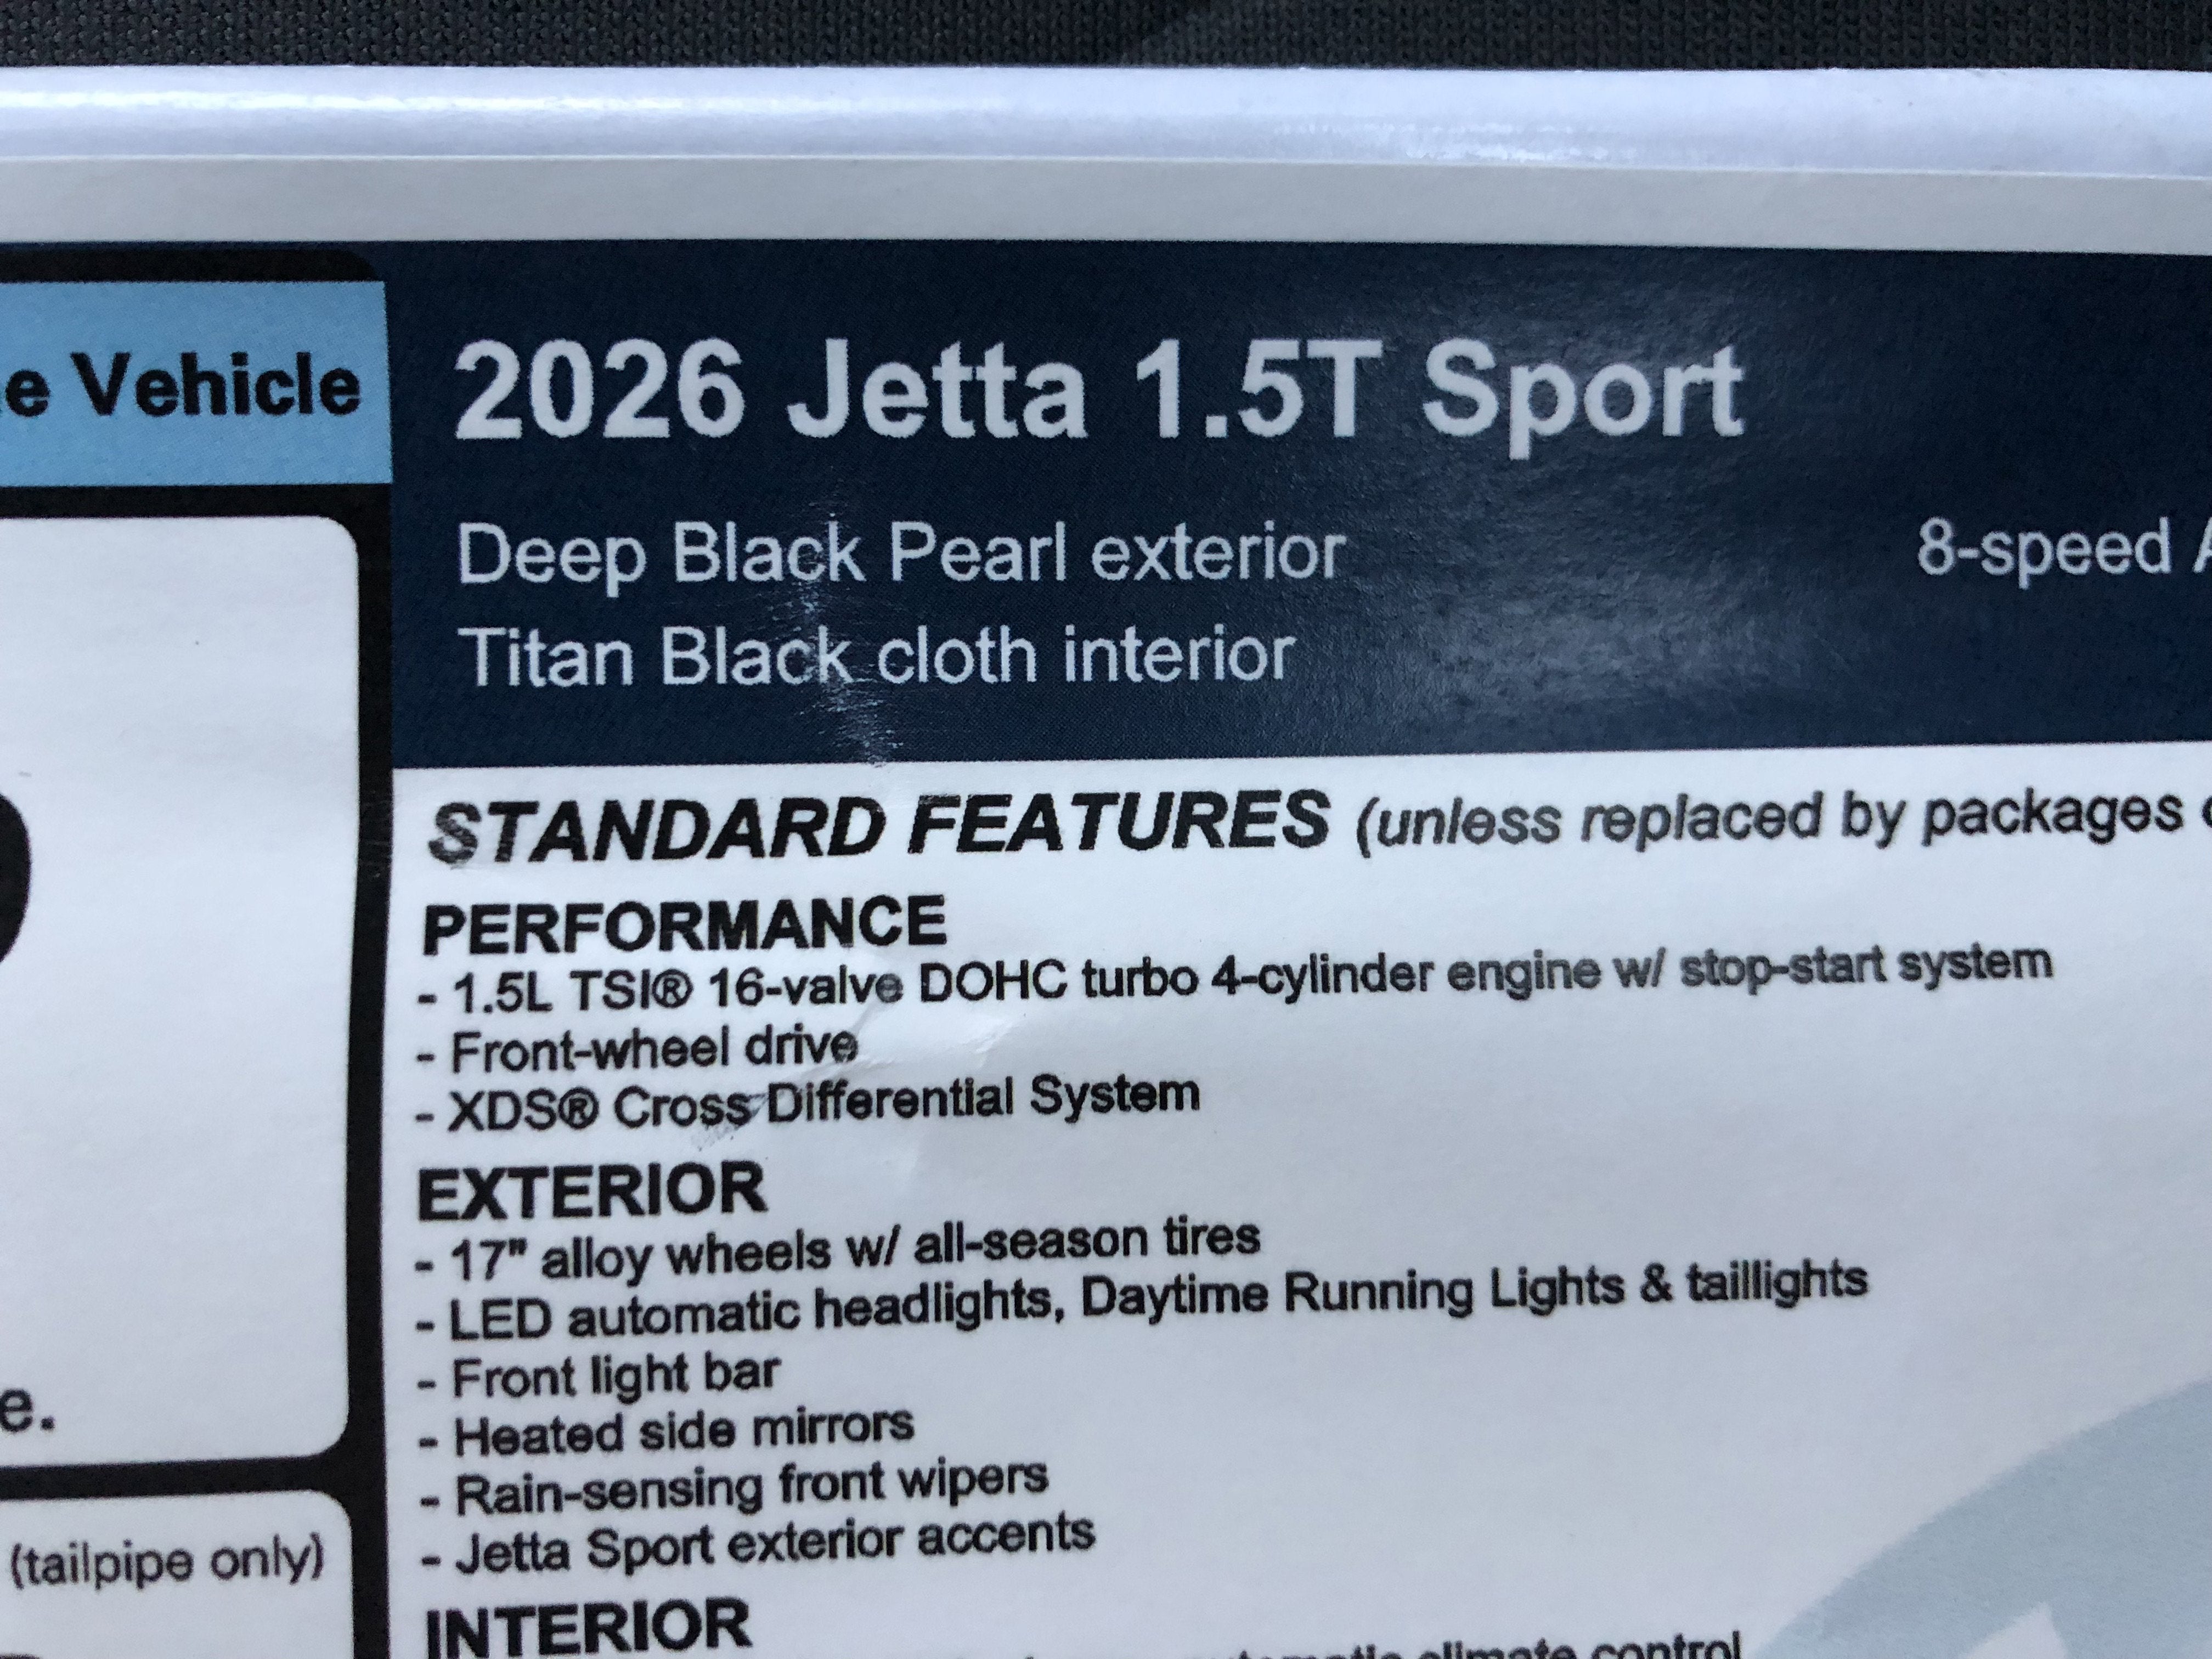 e Vehicle
2026 Jetta 1.5T Sport
Deep Black Pearl exterior
8-speed
Titan Black cloth interior
STANDARD FEATURES (unless replaced by packages
PERFORMANCE
- 1.5L TSI® 16-valve DOHC turbo 4-cylinder engine w/ stop-start system
- Front-wheel drive
- XDS® Cross Differential System
EXTERIOR
- 17" alloy wheels w/ all-season tires
- LED automatic headlights, Daytime Running Lights & taillights
- Front light bar
- Heated side mirrors
- Rain-sensing front wipers
- Jetta Sport exterior accents
e.
(tailpipe only)
INTERIOR
automatic climate control